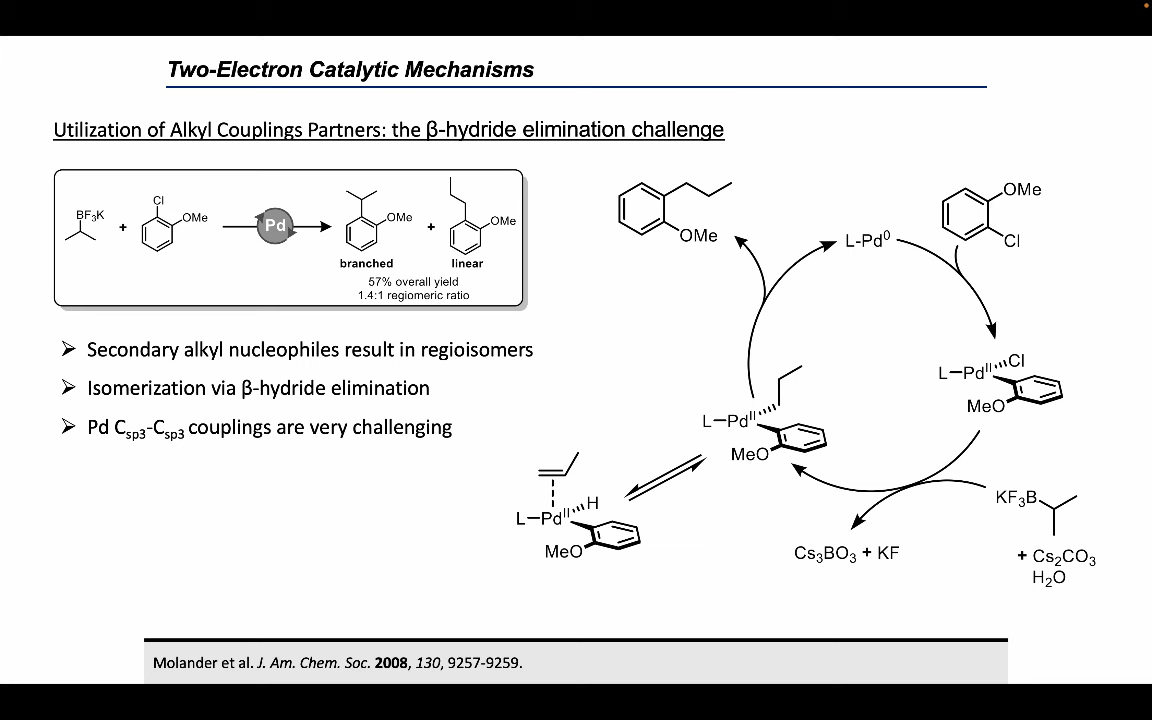 Two-Electron Catalytic Mechanisms
Utilization of Alkyl Couplings Partners: the β-hydride elimination challenge
BF₃K
+
Cl
OMe
Pd
OMe
+
OMe
branched
linear
57% overall yield
1.4:1 regiomeric ratio
➢ Secondary alkyl nucleophiles result in regioisomers
➢ Isomerization via β-hydride elimination
➢ Pd Csp3-Csp3 couplings are very challenging
OMe
L-Pd⁰
OMe
Cl
L–Pdᴵᴵ Cl
MeO
L–Pdᴵᴵ
MeO
L–Pdᴵᴵ H
MeO
KF₃B
+ Cs₂CO₃
H₂O
Cs₃BO₃ + KF
Molander et al. J. Am. Chem. Soc. 2008, 130, 9257-9259.